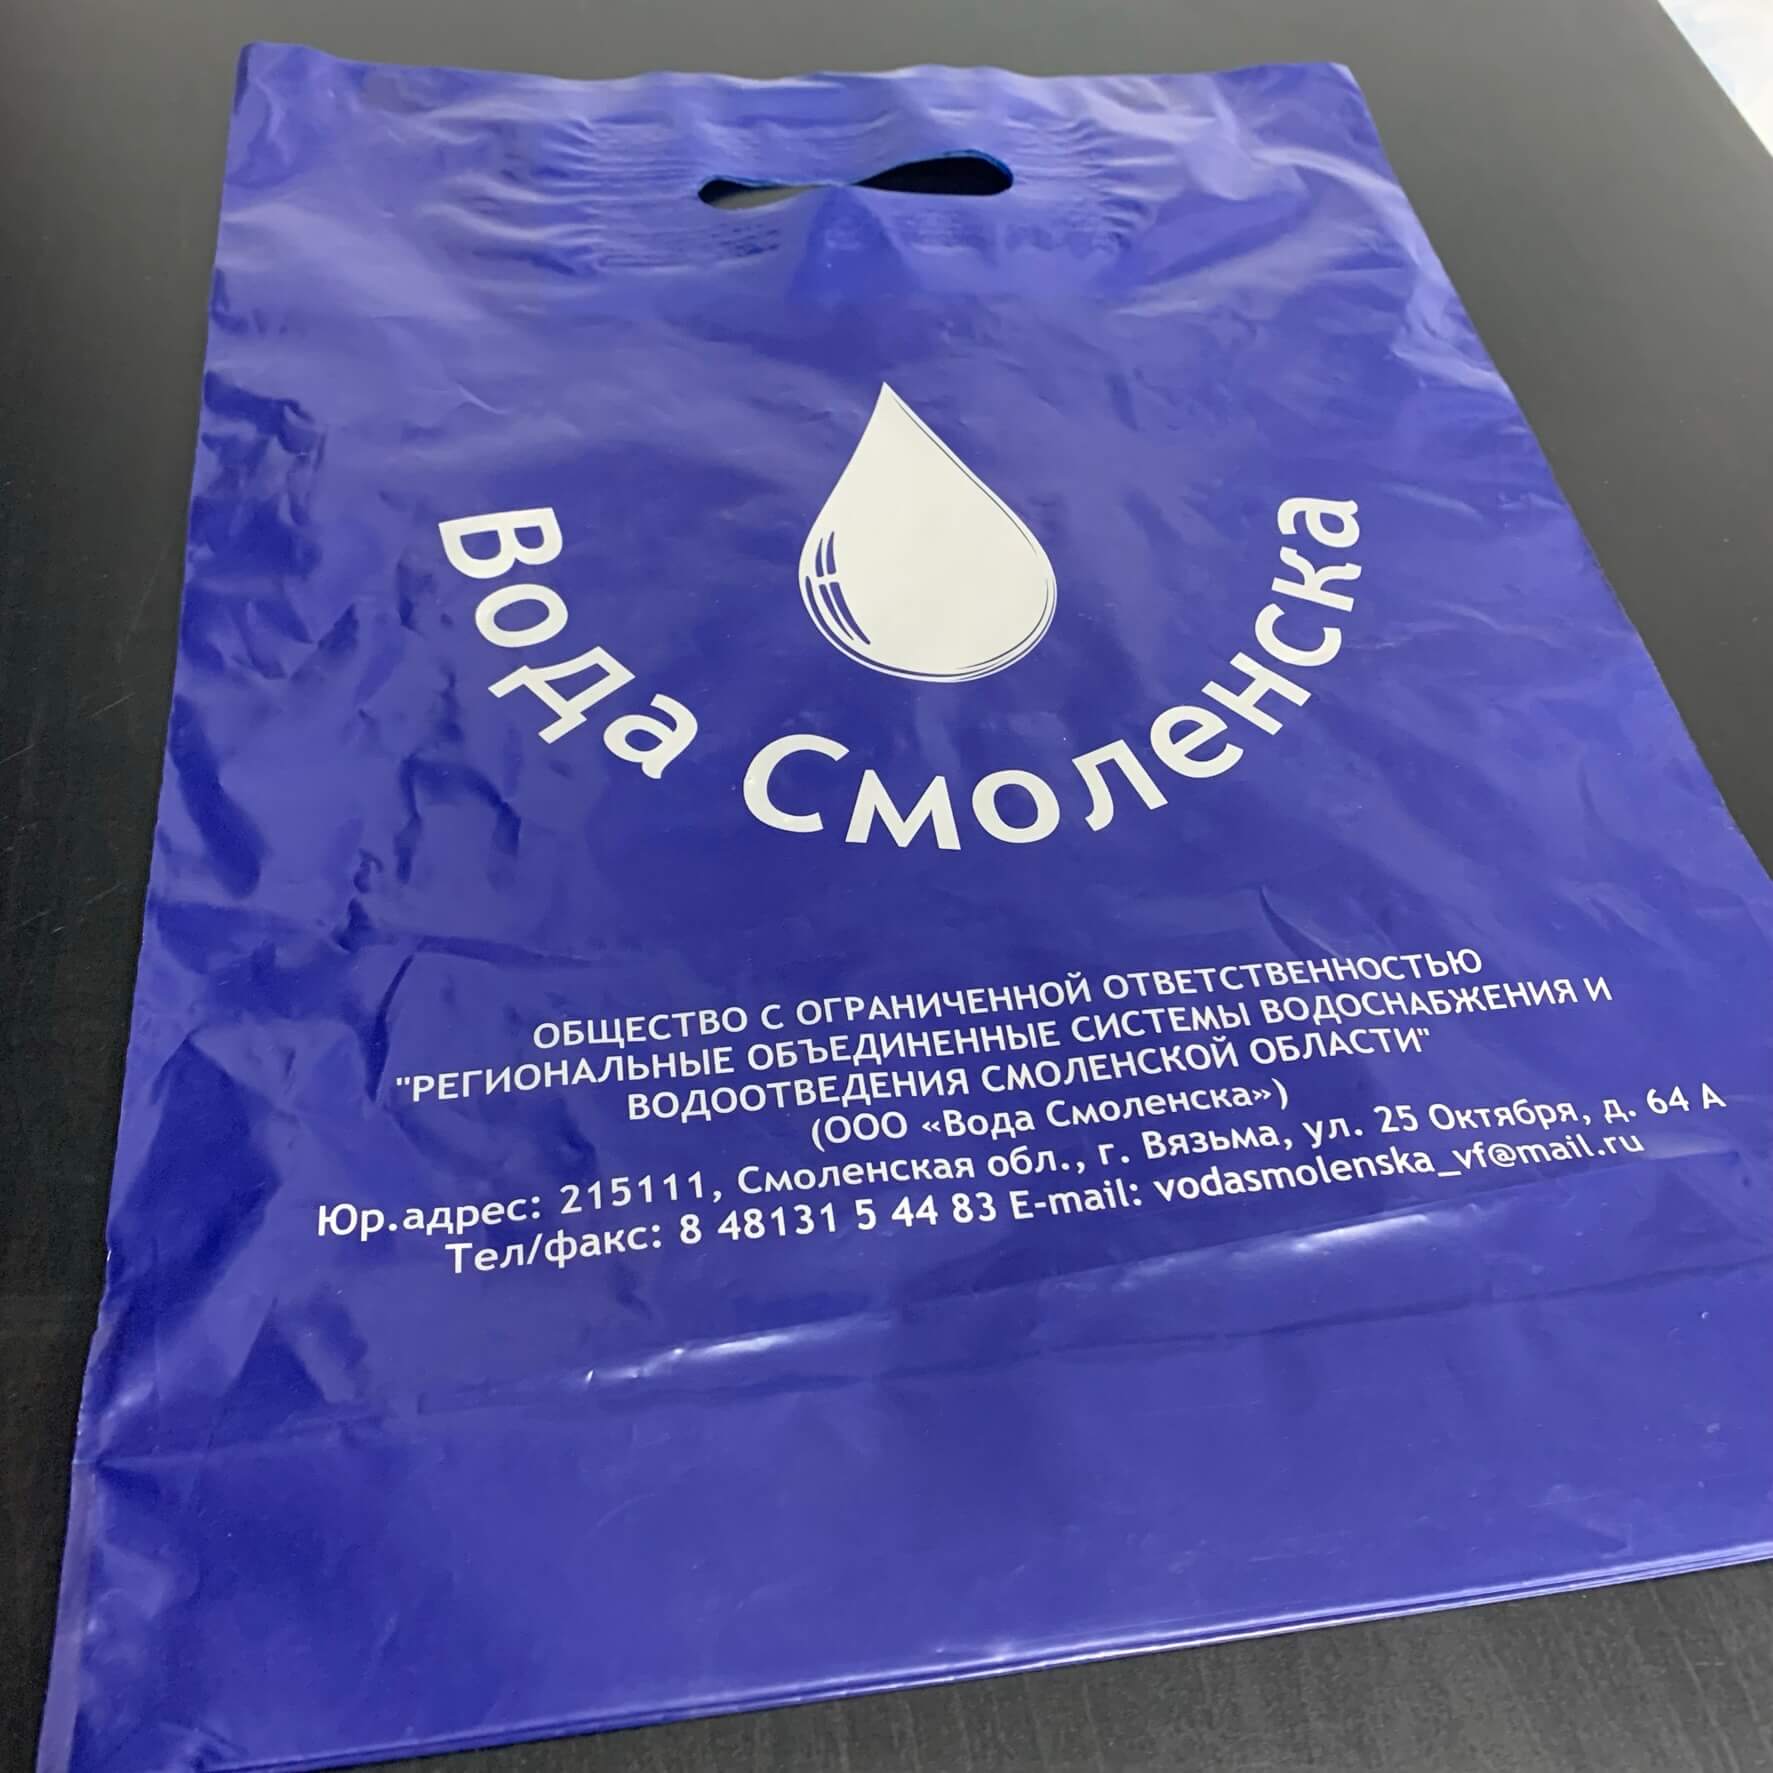 Вода Смоленска
ОБЩЕСТВО С ОГРАНИЧЕННОЙ ОТВЕТСТВЕННОСТЬЮ
"РЕГИОНАЛЬНЫЕ ОБЪЕДИНЕННЫЕ СИСТЕМЫ ВОДОСНАБЖЕНИЯ И
ВОДООТВЕДЕНИЯ СМОЛЕНСКОЙ ОБЛАСТИ"
(ООО «Вода Смоленска»)
Юр.адрес: 215111, Смоленская обл., г. Вязьма, ул. 25 Октября, д. 64 А
Тел/факс: 8 48131 5 44 83 E-mail: vodasmolenska_vf@mail.ru